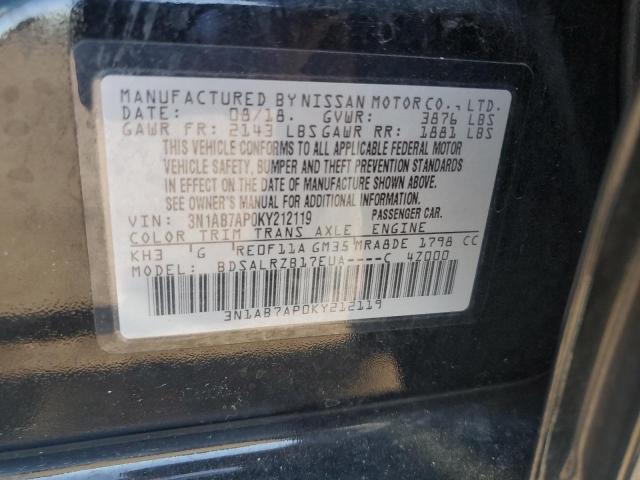 MANUFACTURED BY NISSAN MOTOR CO., LTD.
DATE: 08/18. GVWR: 3876 LBS
GAWR FR: 2143 LBS GAWR RR: 1881 LBS
THIS VEHICLE CONFORMS TO ALL APPLICABLE FEDERAL MOTOR
VEHICLE SAFETY, BUMPER AND THEFT PREVENTION STANDARDS
IN EFFECT ON THE DATE OF MANUFACTURE SHOWN ABOVE.
SEE OWNER'S MANUAL FOR MORE INFORMATION.
VIN: 3N1AB7AP0KY212119 PASSENGER CAR.
COLOR TRIM TRANS AXLE ENGINE
KH3 G RE0F11A GM35 MRA8DE 1798 CC
MODEL: BDSALRZB17EUA----C 4Z000
3N1AB7AP0KY212119